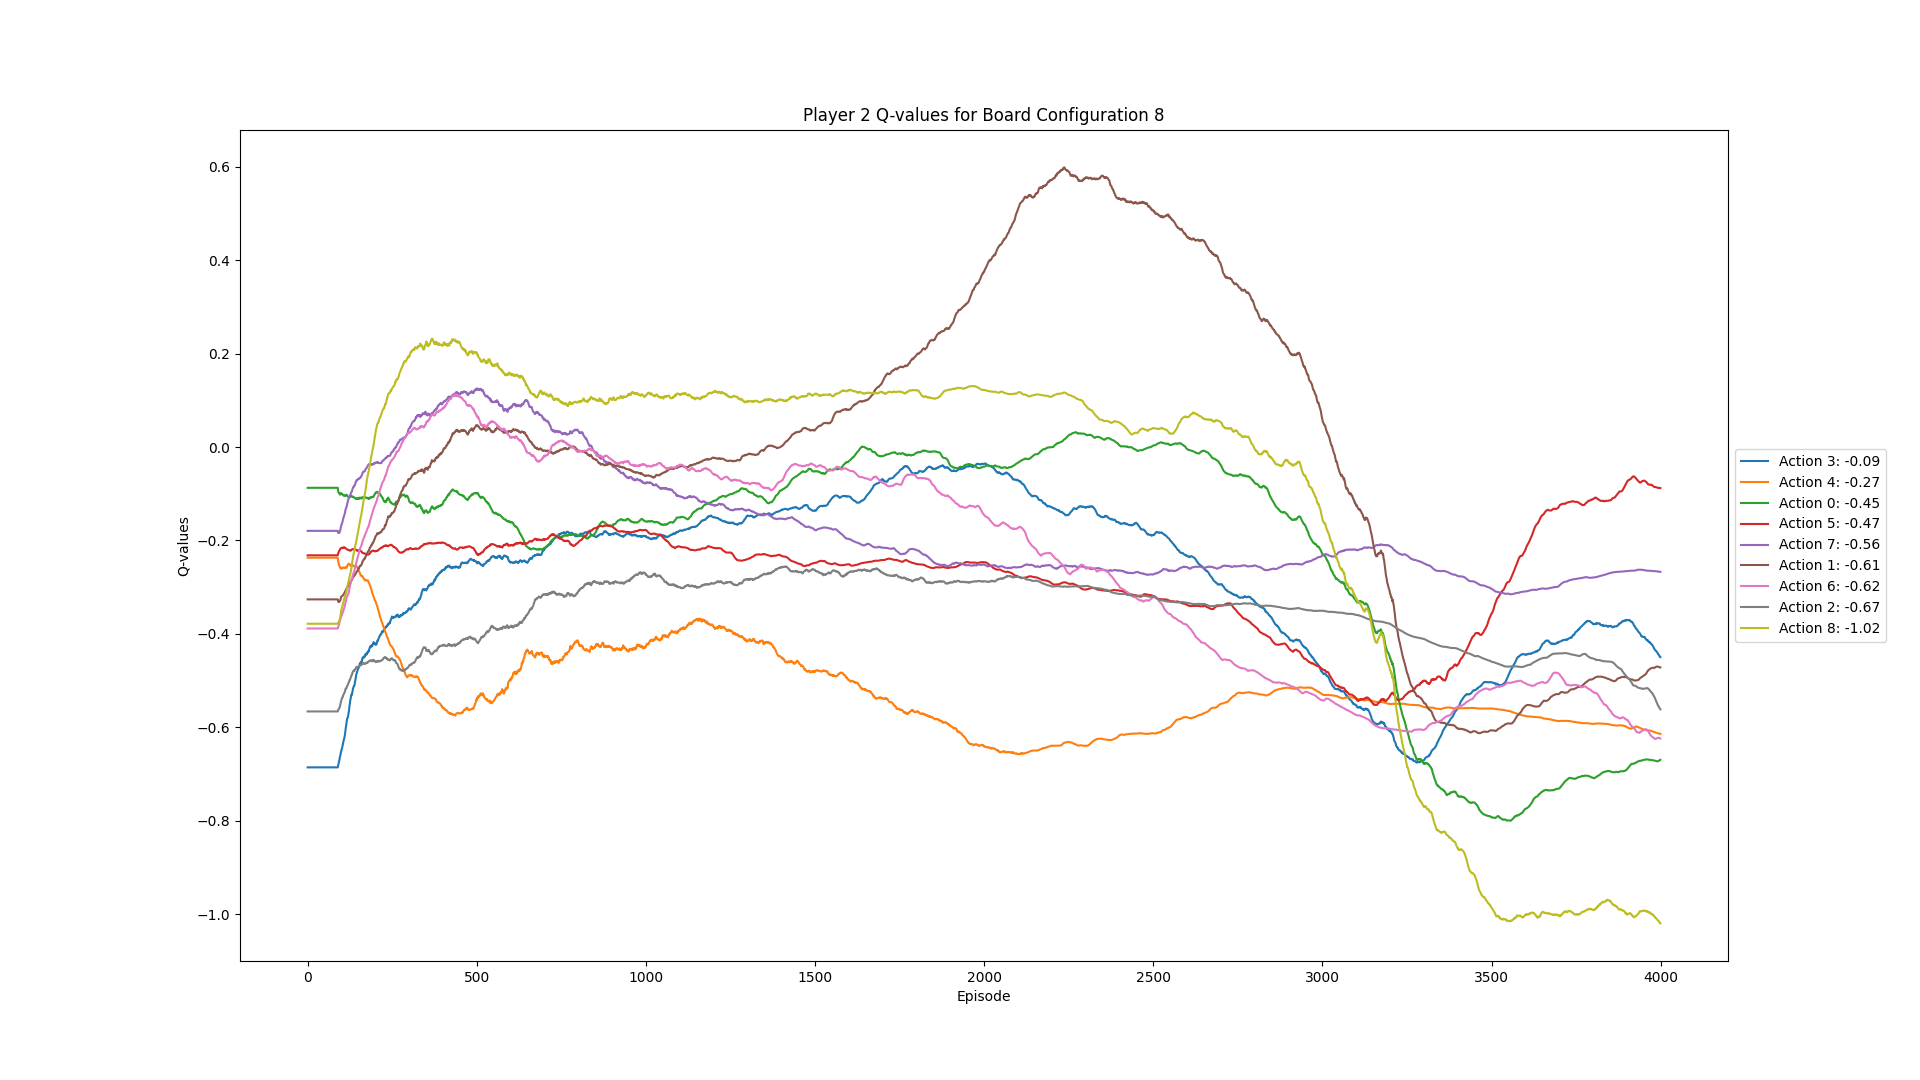 Player 2 Q-values for Board Configuration 8
0.6
0.4
0.2
0.0
−0.2
−0.4
−0.6
−0.8
−1.0
Q-values
0
500
1000
1500
2000
2500
3000
3500
4000
Episode
Action 3: -0.09
Action 4: -0.27
Action 0: -0.45
Action 5: -0.47
Action 7: -0.56
Action 1: -0.61
Action 6: -0.62
Action 2: -0.67
Action 8: -1.02